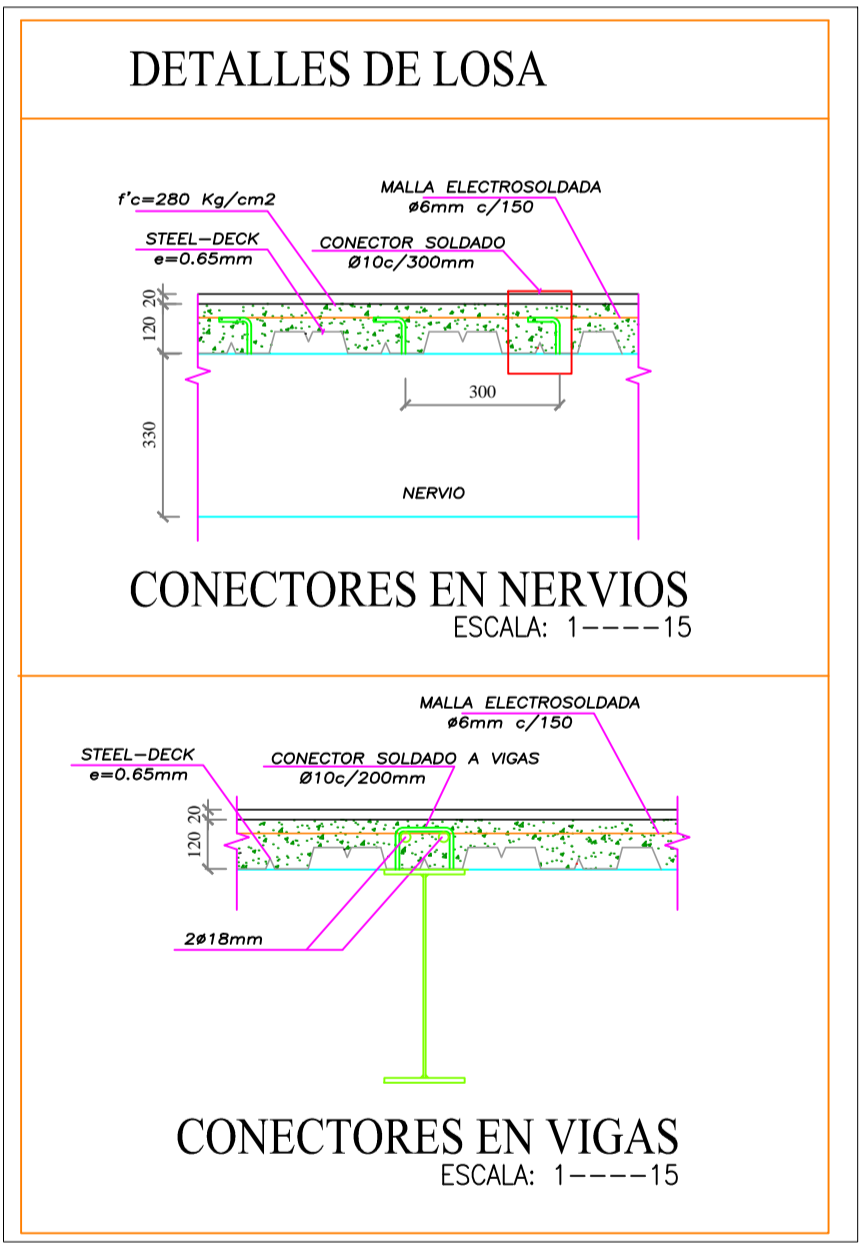 DETALLES DE LOSA
f'c=280 Kg/cm2
MALLA ELECTROSOLDADA
ø6mm c/150
STEEL-DECK
e=0.65mm
CONECTOR SOLDADO
Ø10c/300mm
20
120
300
330
NERVIO
CONECTORES EN NERVIOS
ESCALA: 1----15
MALLA ELECTROSOLDADA
ø6mm c/150
STEEL-DECK
e=0.65mm
CONECTOR SOLDADO A VIGAS
Ø10c/200mm
20
120
2ø18mm
CONECTORES EN VIGAS
ESCALA: 1----15